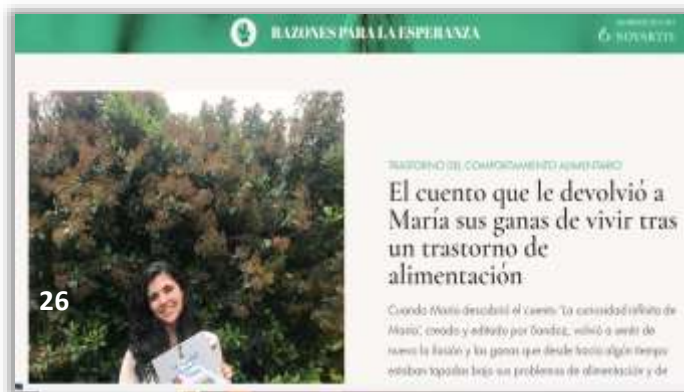 RAZONES PARA LA ESPERANZA
NOVARTIS
TRASTORNO DEL COMPORTAMIENTO ALIMENTARIO
El cuento que le devolvió a
María sus ganas de vivir tras
un trastorno de
alimentación
Cuando María descubrió el cuento 'La curiosidad infinita de
María', creado y editado por Sandoz, volvió a sentir de
nuevo la ilusión y las ganas que desde hacía algún tiempo
estaban tapadas bajo sus problemas de alimentación y de
26